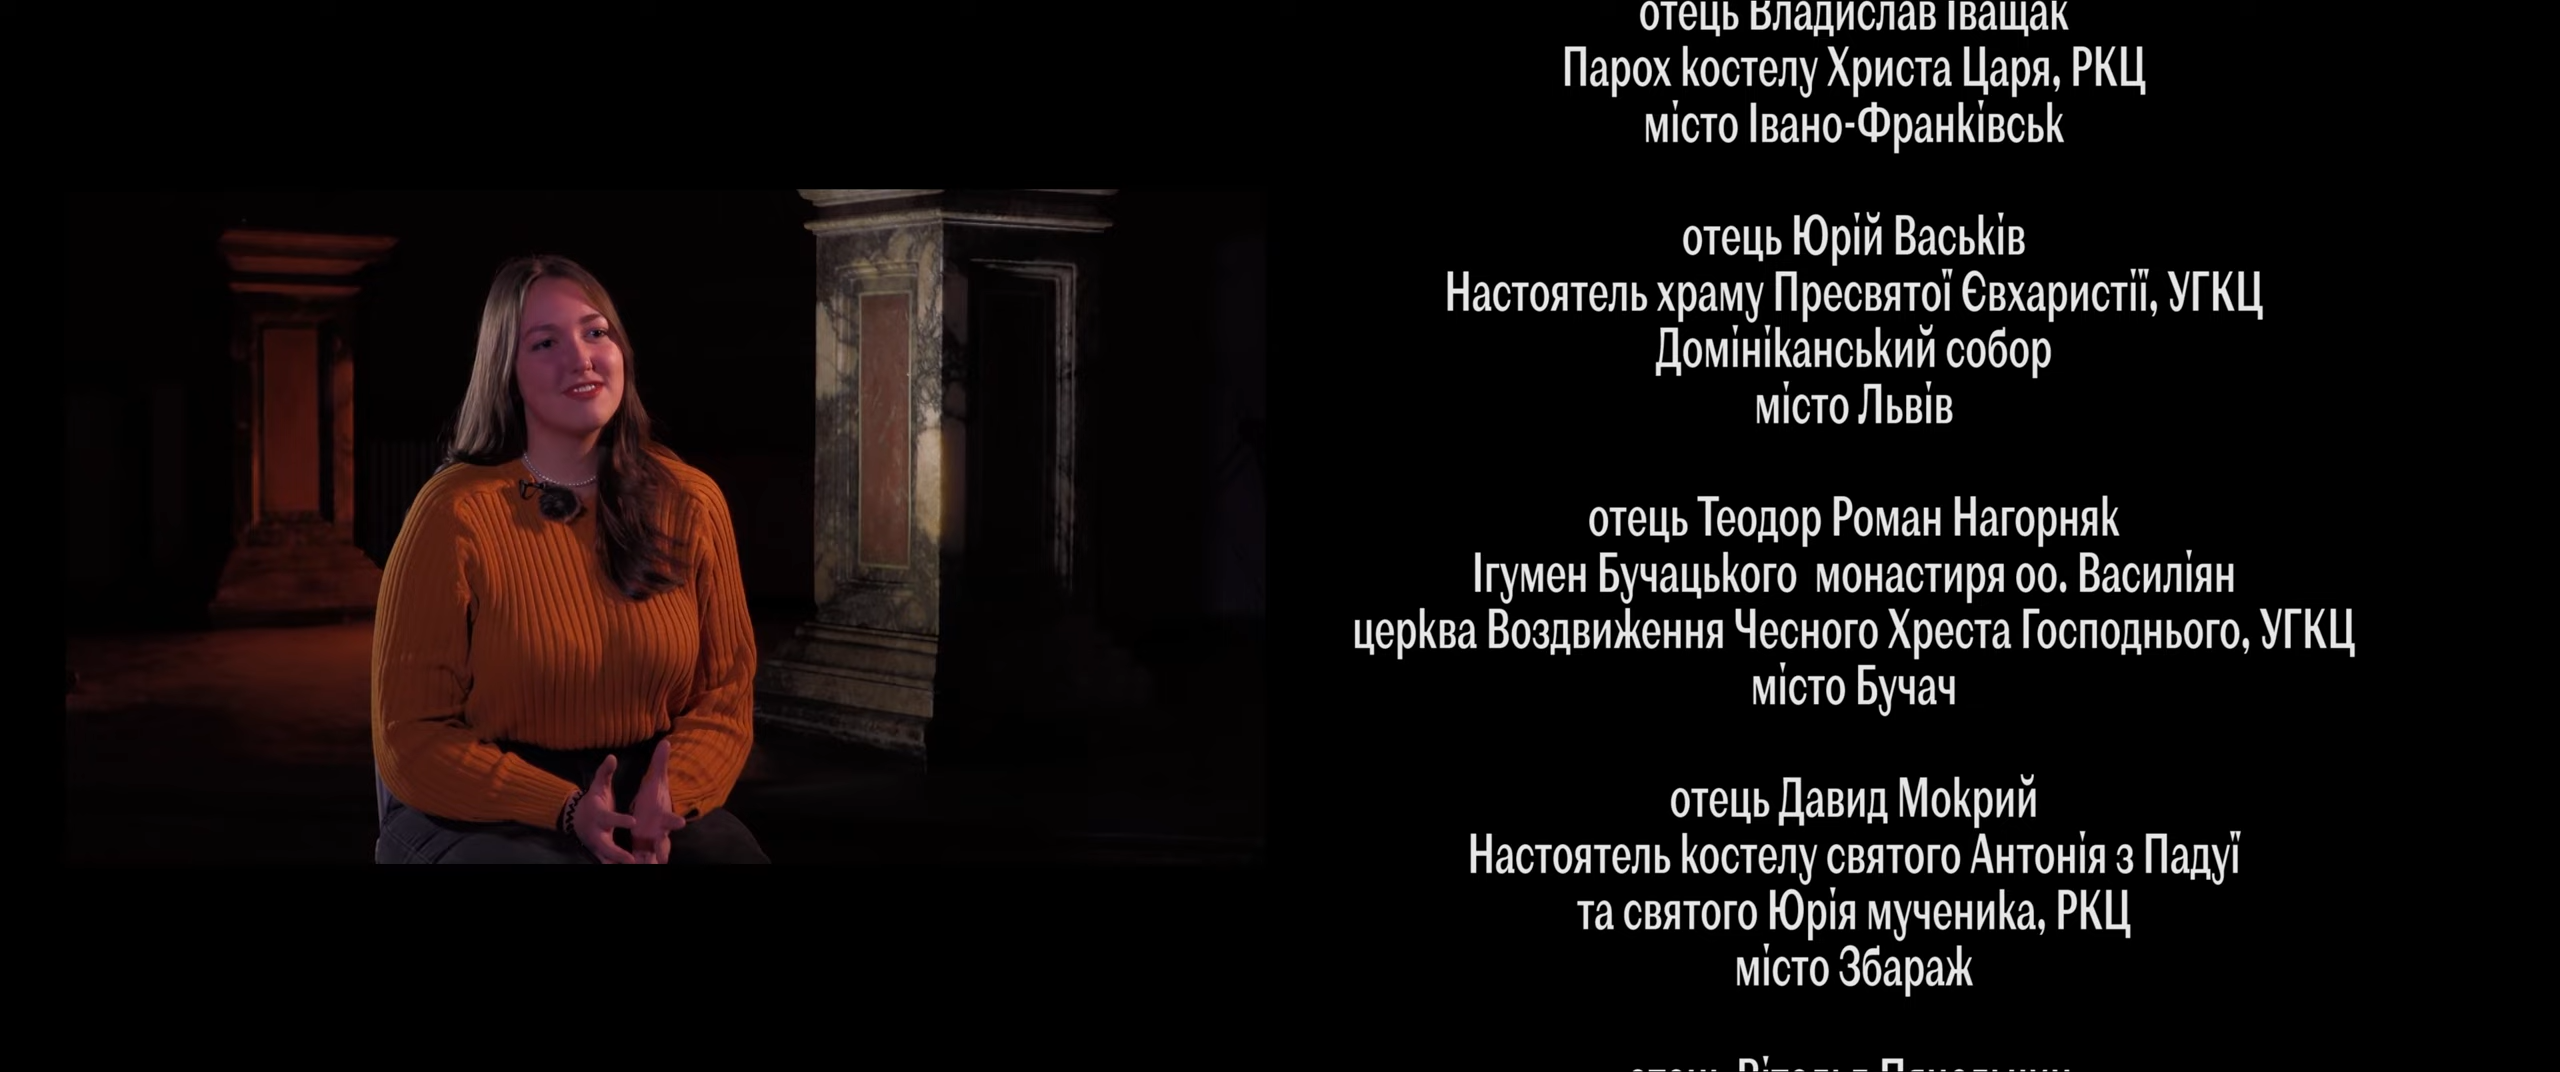 отець Владислав Іващак
Парох костелу Христа Царя, РКЦ
місто Івано-Франківськ
отець Юрій Васьків
Настоятель храму Пресвятої Євхаристії, УГКЦ
Домініканський собор
місто Львів
отець Теодор Роман Нагорняк
Ігумен Бучацького монастиря оо. Василіян
церква Воздвиження Чесного Хреста Господнього, УГКЦ
місто Бучач
отець Давид Мокрий
Настоятель костелу святого Антонія з Падуї
та святого Юрія мученика, РКЦ
місто Збараж